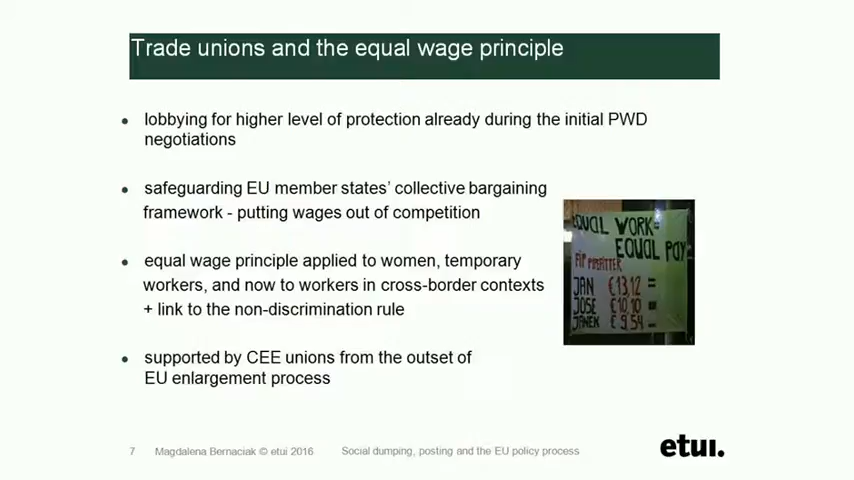 Trade unions and the equal wage principle
lobbying for higher level of protection already during the initial PWD
negotiations
safeguarding EU member states’ collective bargaining
framework - putting wages out of competition
equal wage principle applied to women, temporary
workers, and now to workers in cross-border contexts
+ link to the non-discrimination rule
supported by CEE unions from the outset of
EU enlargement process
EQUAL WORK=
EQUAL PAY
JAN €13,12 =
JOSE €10,10 =
JANEK € 9,54 =
7 Magdalena Bernaciak © etui 2016 Social dumping, posting and the EU policy process
etui.